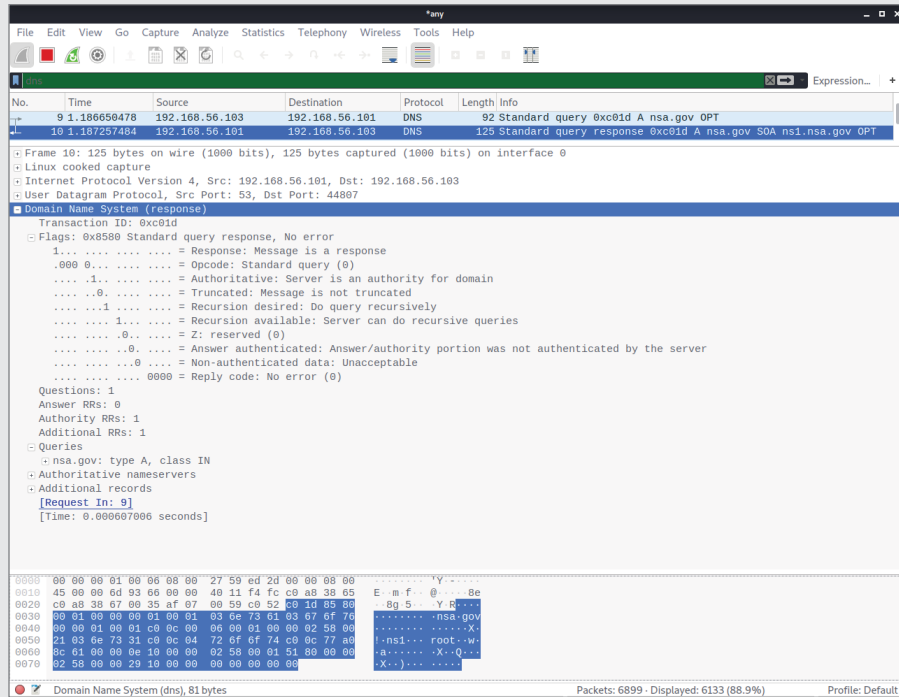 *any
File Edit View Go Capture Analyze Statistics Telephony Wireless Tools Help
dns Expression... +
No. Time Source Destination Protocol Length Info
9 1.186650478 192.168.56.103 192.168.56.101 DNS 92 Standard query 0xc01d A nsa.gov OPT
10 1.187257484 192.168.56.101 192.168.56.103 DNS 125 Standard query response 0xc01d A nsa.gov SOA ns1.nsa.gov OPT
Frame 10: 125 bytes on wire (1000 bits), 125 bytes captured (1000 bits) on interface 0
Linux cooked capture
Internet Protocol Version 4, Src: 192.168.56.101, Dst: 192.168.56.103
User Datagram Protocol, Src Port: 53, Dst Port: 44807
Domain Name System (response)
Transaction ID: 0xc01d
Flags: 0x8580 Standard query response, No error
1... .... .... .... = Response: Message is a response
.000 0... .... .... = Opcode: Standard query (0)
.... .1.. .... .... = Authoritative: Server is an authority for domain
.... ..0. .... .... = Truncated: Message is not truncated
.... ...1 .... .... = Recursion desired: Do query recursively
.... .... 1... .... = Recursion available: Server can do recursive queries
.... .... .0.. .... = Z: reserved (0)
.... .... ..0. .... = Answer authenticated: Answer/authority portion was not authenticated by the server
.... .... ...0 .... = Non-authenticated data: Unacceptable
.... .... .... 0000 = Reply code: No error (0)
Questions: 1
Answer RRs: 0
Authority RRs: 1
Additional RRs: 1
Queries
nsa.gov: type A, class IN
Authoritative nameservers
Additional records
[Request In: 9]
[Time: 0.000607006 seconds]
0000 00 00 00 01 00 06 08 00 27 59 ed 2d 00 00 08 00 ········ 'Y·-····
0010 45 00 00 6d 93 66 00 00 40 11 f4 fc c0 a8 38 65 E··m·f·· @·····8e
0020 c0 a8 38 67 00 35 af 07 00 59 c0 52 c0 1d 85 80 ··8g·5·· ·Y·R····
0030 00 01 00 00 00 01 00 01 03 6e 73 61 03 67 6f 76 ········ ·nsa·gov
0040 00 00 01 00 01 c0 0c 00 06 00 01 00 00 02 58 00 ········ ······X·
0050 21 03 6e 73 31 c0 0c 04 72 6f 6f 74 c0 0c 77 a0 !·ns1··· root··w·
0060 8c 61 00 00 0e 10 00 00 02 58 00 01 51 80 00 00 ·a······ ·X··Q···
0070 02 58 00 00 29 10 00 00 00 00 00 00 00 ·X··)··· ·····
Domain Name System (dns), 81 bytes Packets: 6899 · Displayed: 6133 (88.9%) Profile: Default